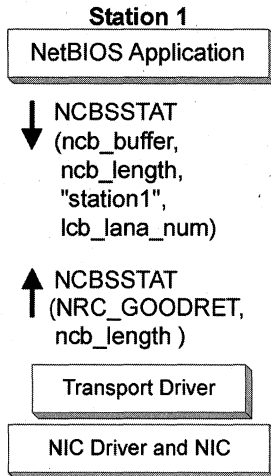 Station 1
NetBIOS Application
NCBSSTAT
(ncb_buffer,
ncb_length,
"station1",
lcb_lana_num)
NCBSSTAT
(NRC_GOODRET,
ncb_length )
Transport Driver
NIC Driver and NIC